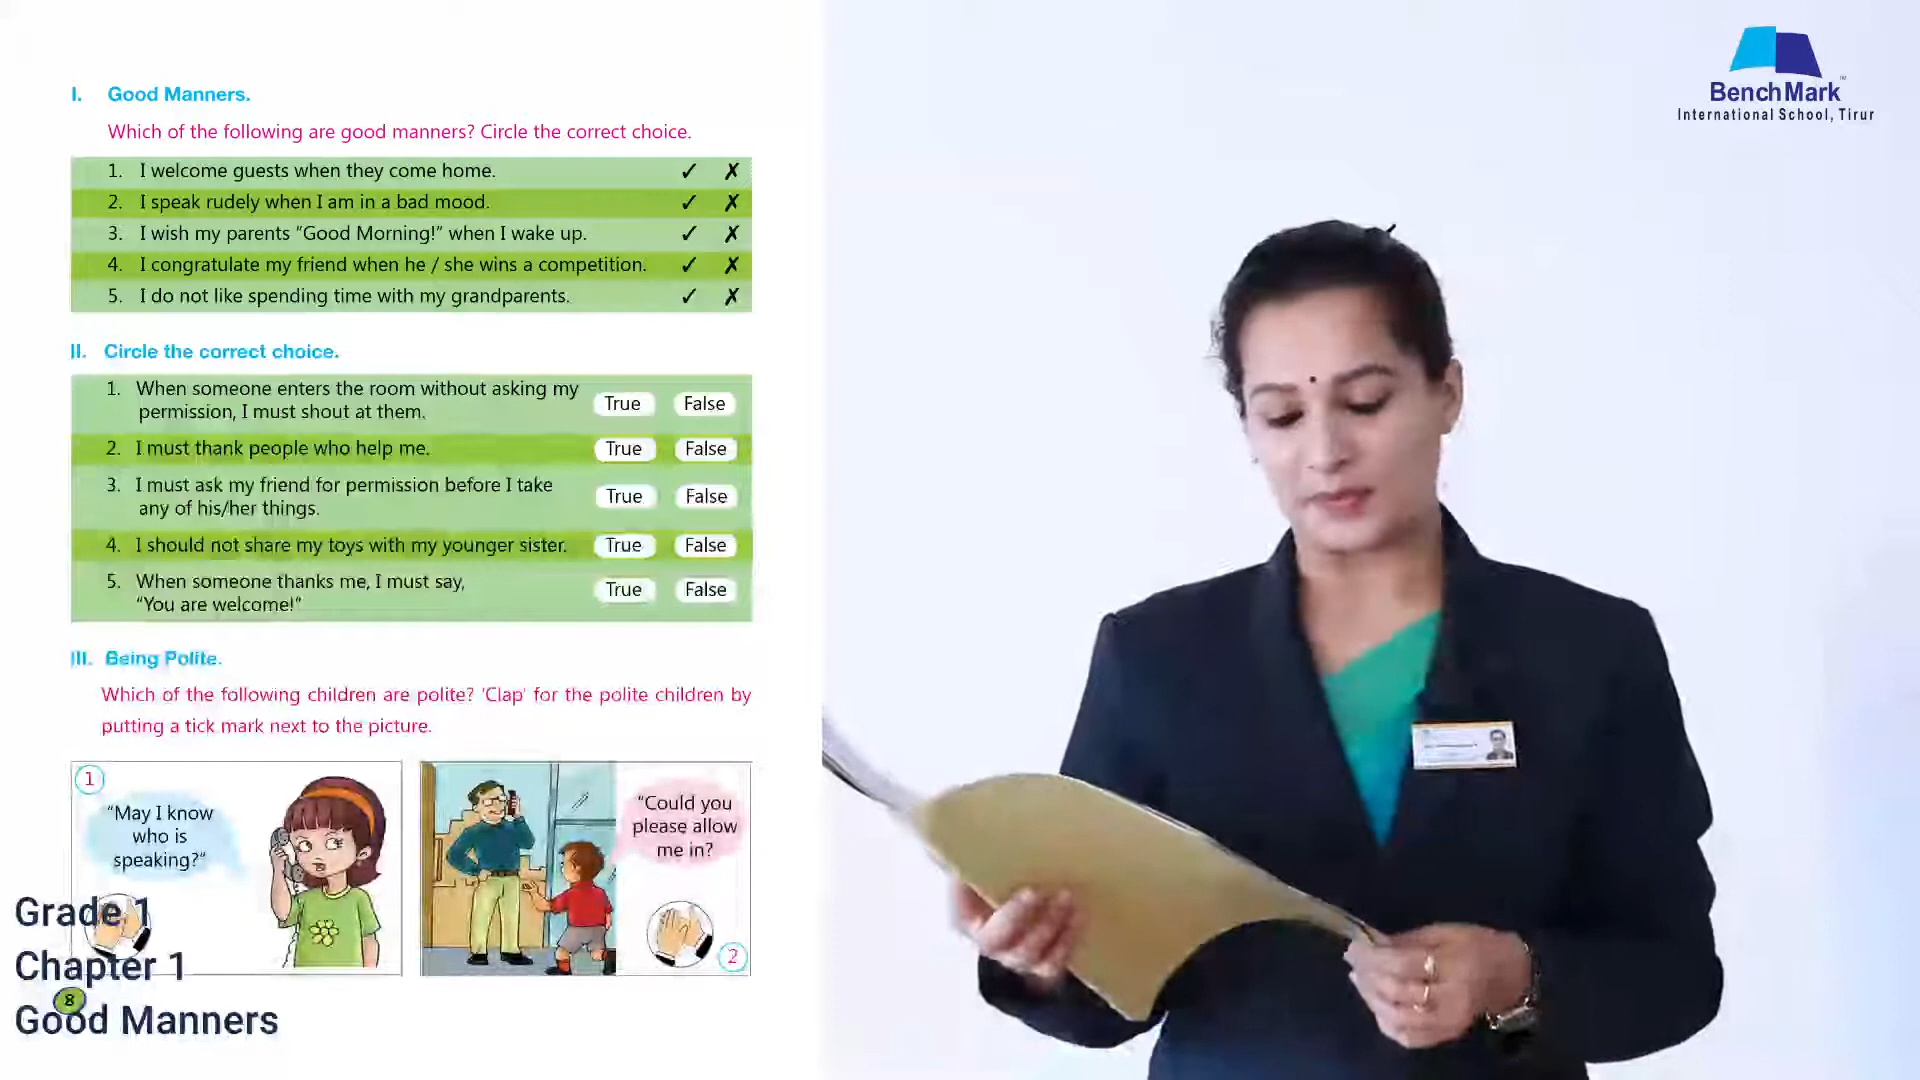 I. Good Manners.
Which of the following are good manners? Circle the correct choice.
1. I welcome guests when they come home. ✓ ✗
2. I speak rudely when I am in a bad mood. ✓ ✗
3. I wish my parents “Good Morning!” when I wake up. ✓ ✗
4. I congratulate my friend when he / she wins a competition. ✓ ✗
5. I do not like spending time with my grandparents. ✓ ✗
II. Circle the correct choice.
1. When someone enters the room without asking my
permission, I must shout at them. True False
2. I must thank people who help me. True False
3. I must ask my friend for permission before I take
any of his/her things. True False
4. I should not share my toys with my younger sister. True False
5. When someone thanks me, I must say,
“You are welcome!” True False
III. Being Polite.
Which of the following children are polite? ‘Clap’ for the polite children by
putting a tick mark next to the picture.
1
“May I know
who is
speaking?”
“Could you
please allow
me in?
2
8
Grade 1
Chapter 1
Good Manners
BenchMark
International School, Tirur